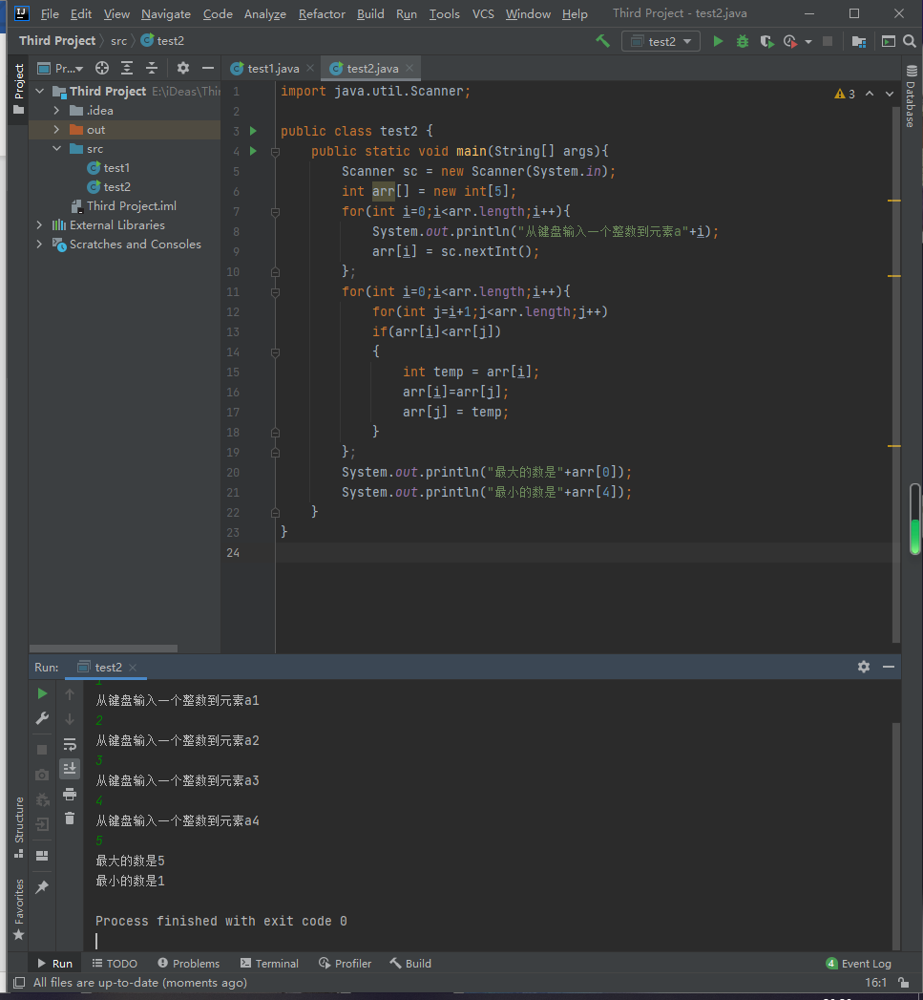 File Edit View Navigate Code Analyze Refactor Build Run Tools VCS Window Help Third Project - test2.java
Third Project src test2 test2
Project Pr... test1.java test2.java
Third Project E:\iDeas\Thir
.idea
out
src
test1
test2
Third Project.iml
External Libraries
Scratches and Consoles
3
Database
1 import java.util.Scanner;
2
3 public class test2 {
4 public static void main(String[] args){
5 Scanner sc = new Scanner(System.in);
6 int arr[] = new int[5];
7 for(int i=0;i<arr.length;i++){
8 System.out.println("从键盘输入一个整数到元素a"+i);
9 arr[i] = sc.nextInt();
10 };
11 for(int i=0;i<arr.length;i++){
12 for(int j=i+1;j<arr.length;j++)
13 if(arr[i]<arr[j])
14 {
15 int temp = arr[i];
16 arr[i]=arr[j];
17 arr[j] = temp;
18 }
19 };
20 System.out.println("最大的数是"+arr[0]);
21 System.out.println("最小的数是"+arr[4]);
22 }
23 }
24
Run: test2
1
从键盘输入一个整数到元素a1
2
从键盘输入一个整数到元素a2
3
从键盘输入一个整数到元素a3
4
从键盘输入一个整数到元素a4
5
最大的数是5
最小的数是1
Process finished with exit code 0
Structure
Favorites
Run TODO Problems Terminal Profiler Build 4 Event Log
All files are up-to-date (moments ago) 16:1